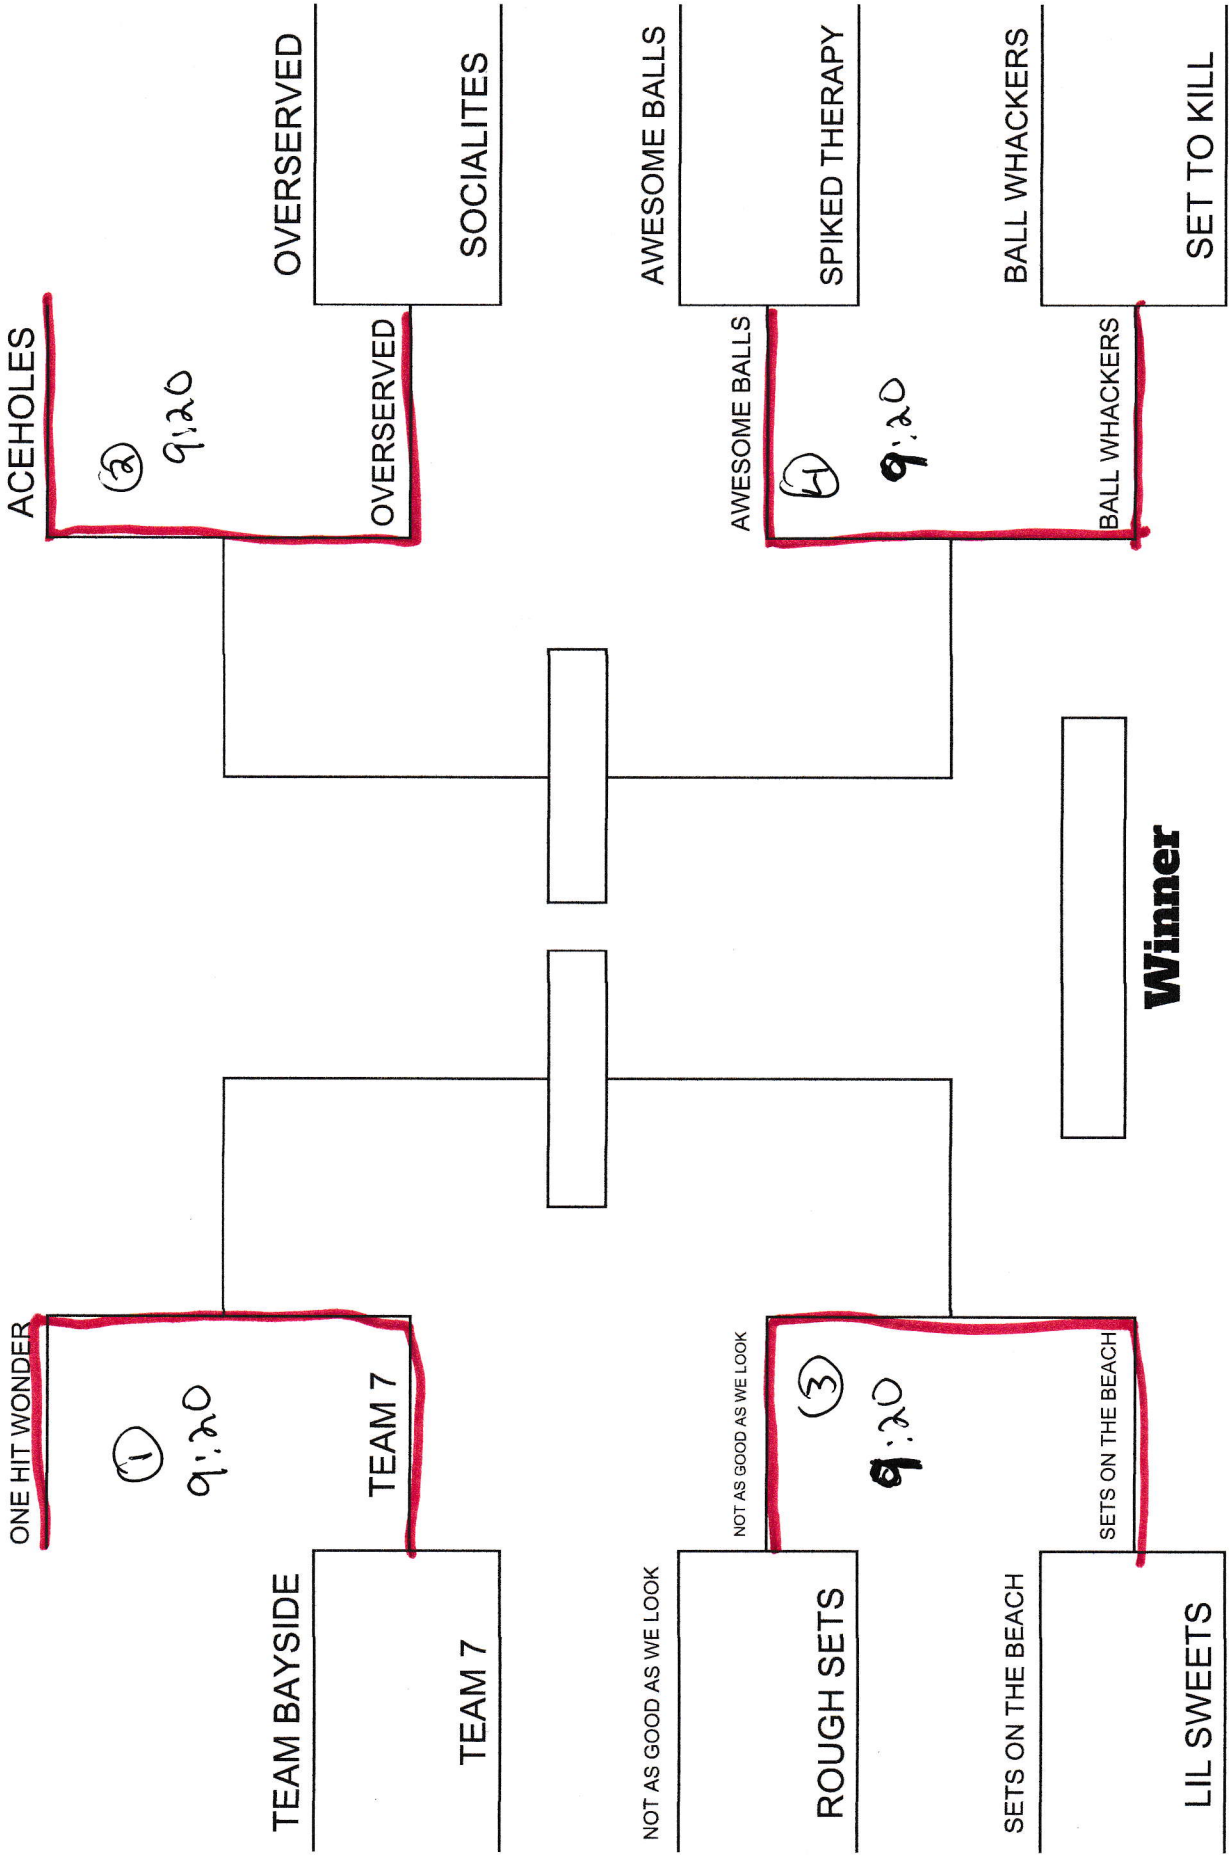 ONE HIT WONDER
①
9:20
TEAM BAYSIDE
TEAM 7
TEAM 7
NOT AS GOOD AS WE LOOK
NOT AS GOOD AS WE LOOK
③
9:20
ROUGH SETS
SETS ON THE BEACH
SETS ON THE BEACH
LIL SWEETS
ACEHOLES
②
9:20
OVERSERVED
OVERSERVED
SOCIALITES
AWESOME BALLS
AWESOME BALLS
④
9:20
SPIKED THERAPY
BALL WHACKERS
BALL WHACKERS
SET TO KILL
Winner